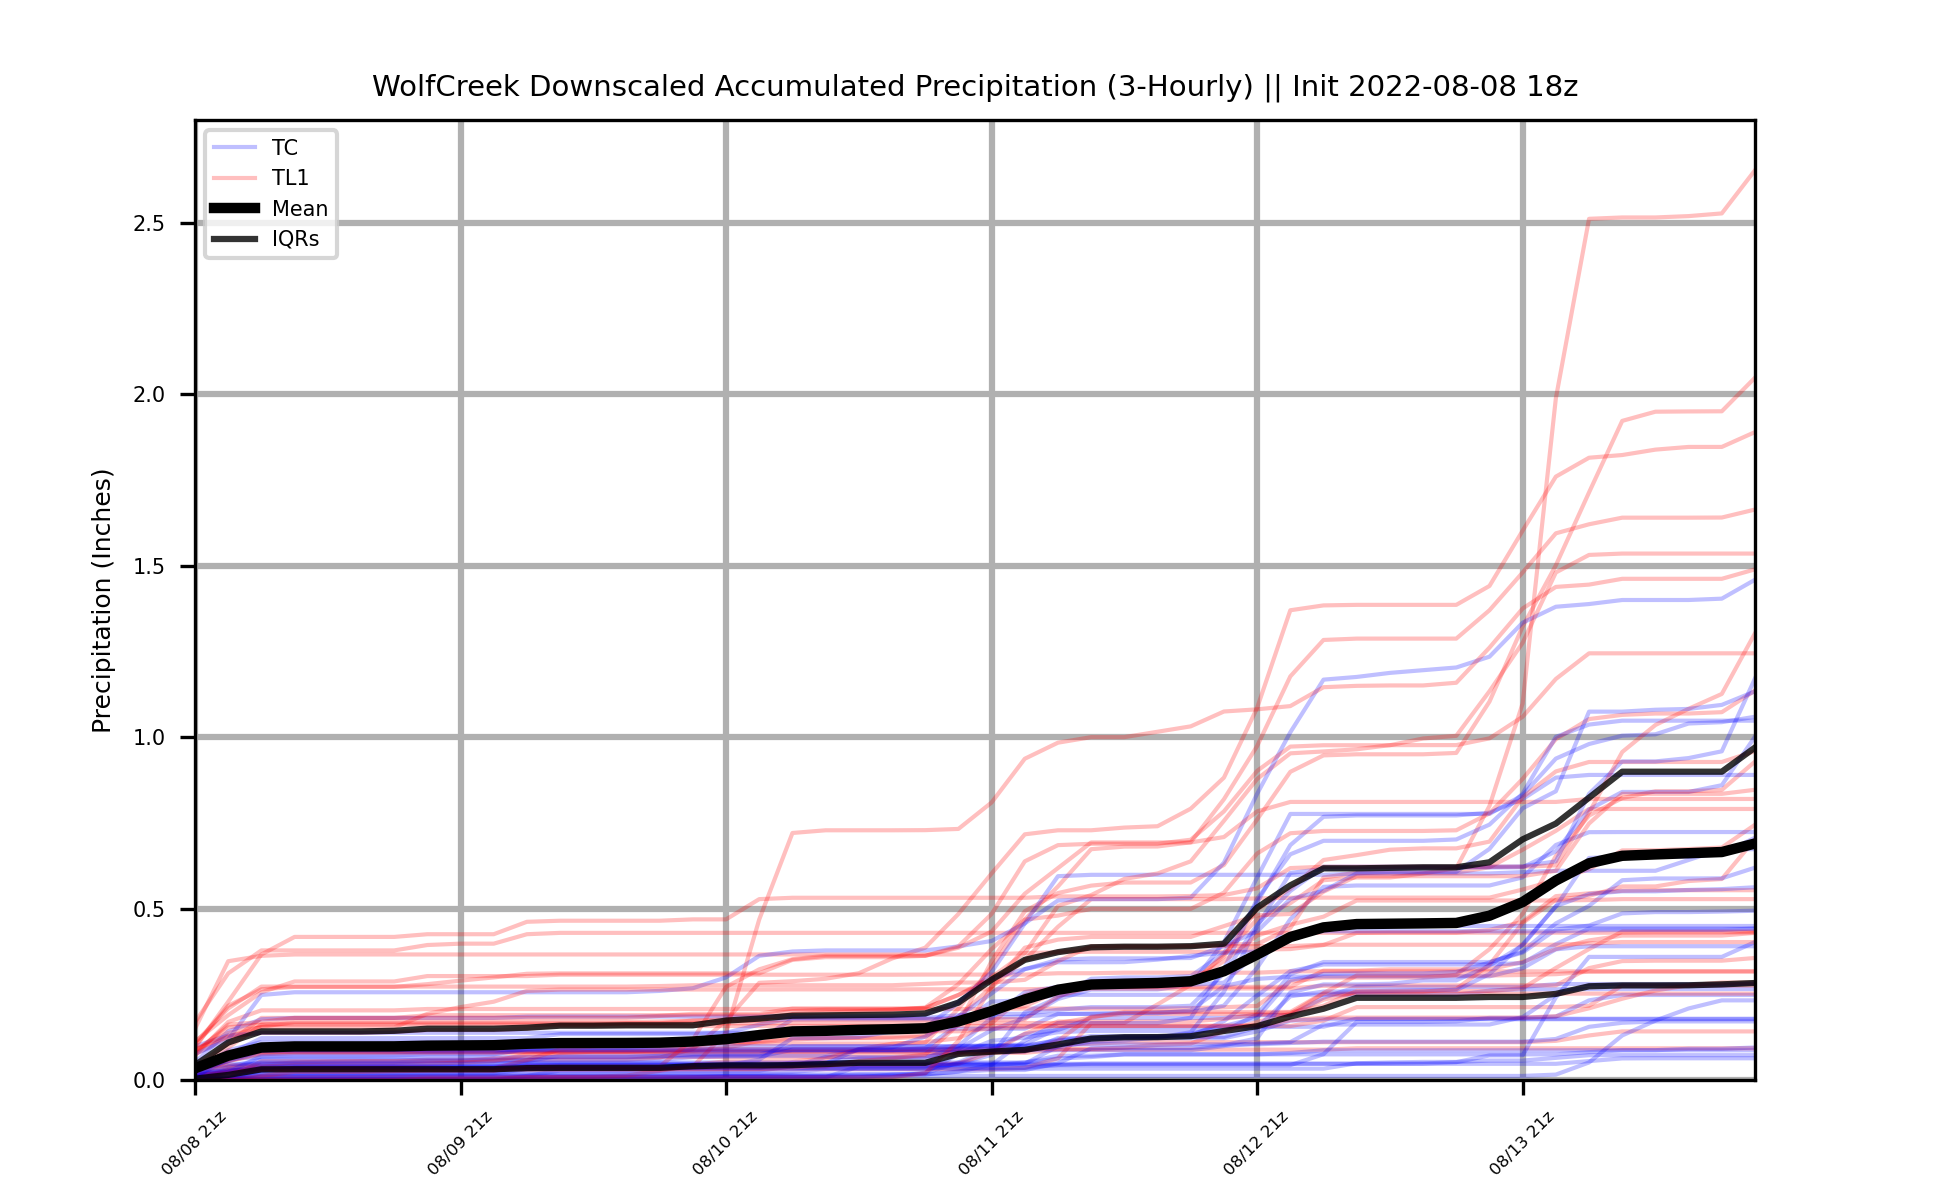 WolfCreek Downscaled Accumulated Precipitation (3-Hourly) || Init 2022-08-08 18z
TC
TL1
Mean
IQRs
Precipitation (Inches)
2.5
2.0
1.5
1.0
0.5
0.0
08/08 21z
08/09 21z
08/10 21z
08/11 21z
08/12 21z
08/13 21z